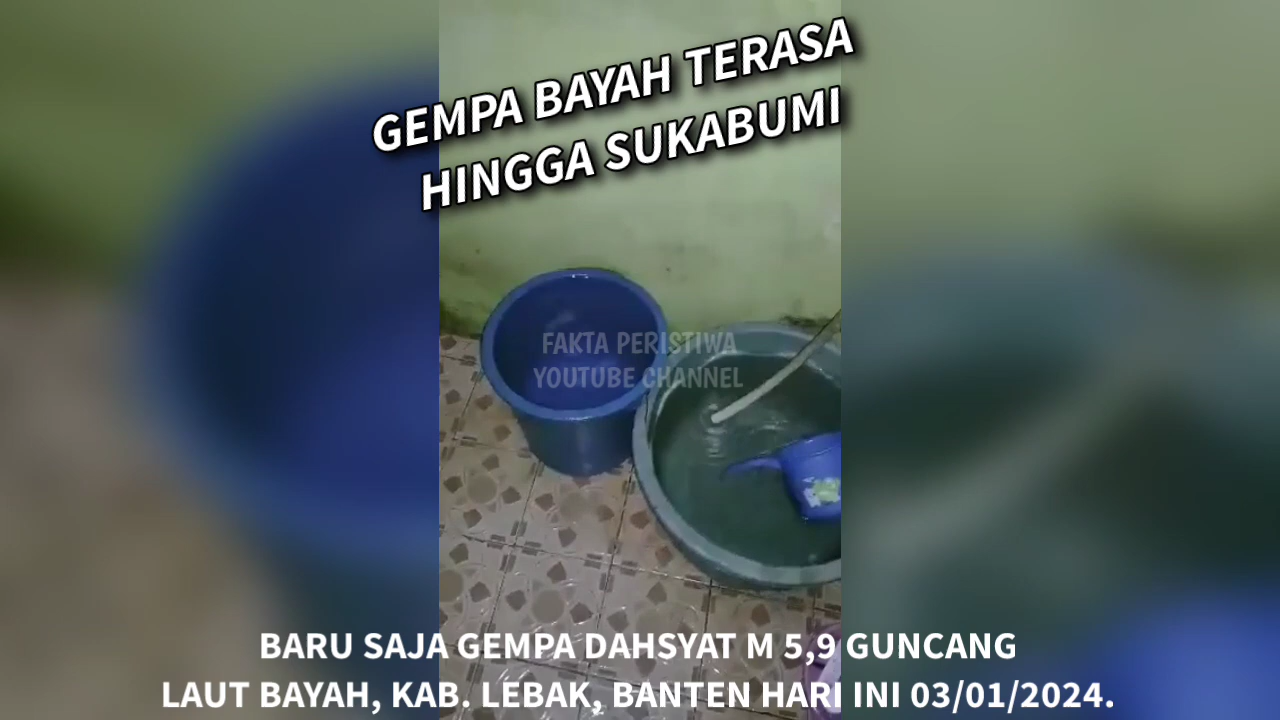 GEMPA BAYAH TERASA
HINGGA SUKABUMI
FAKTA PERISTIWA
YOUTUBE CHANNEL
BARU SAJA GEMPA DAHSYAT M 5,9 GUNCANG
LAUT BAYAH, KAB. LEBAK, BANTEN HARI INI 03/01/2024.